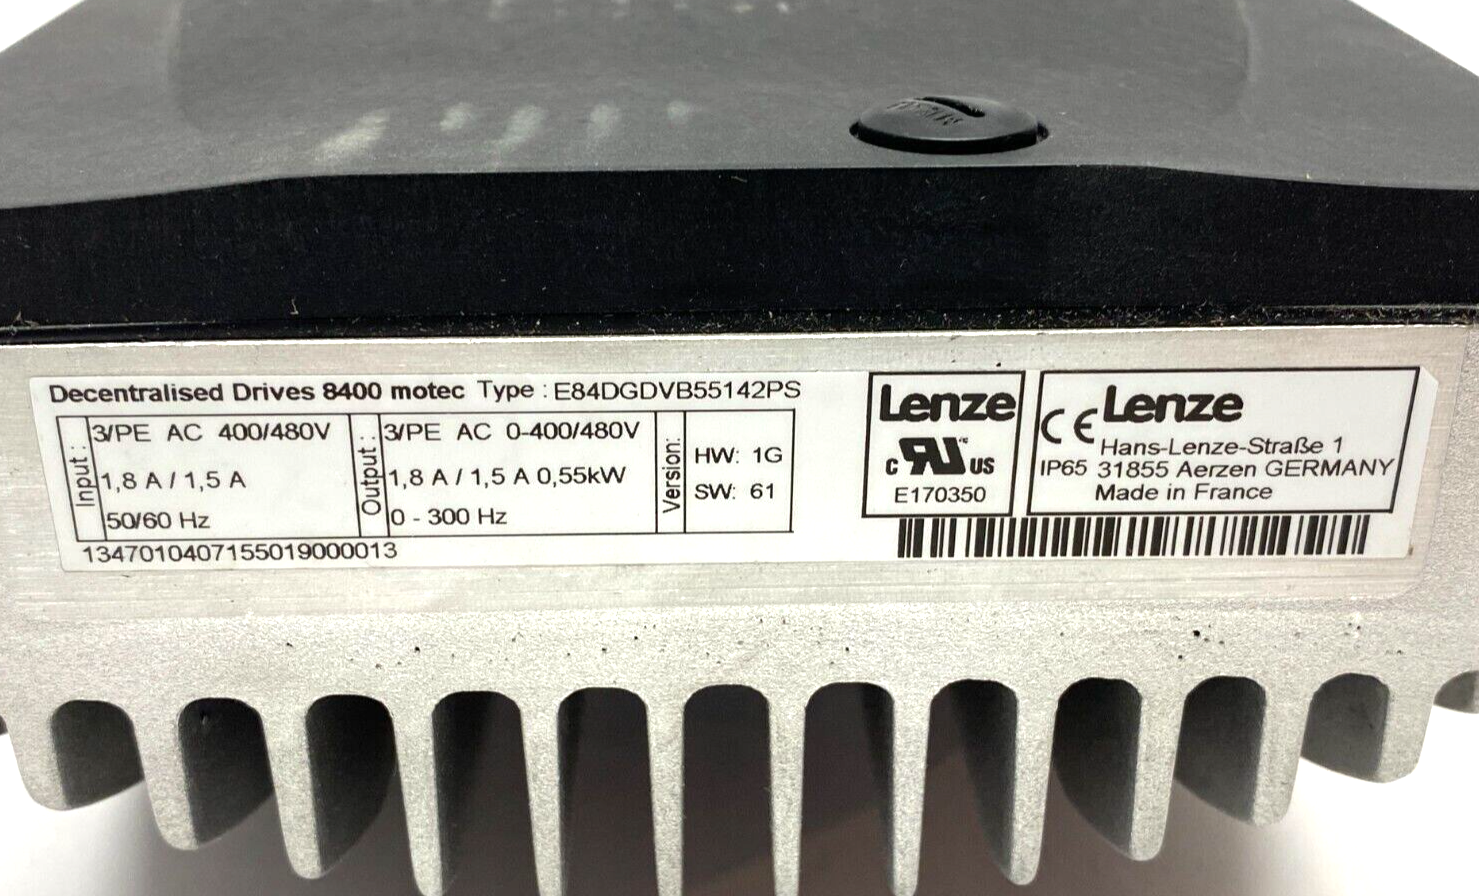 Decentralised Drives 8400 motec Type : E84DGDVB55142PS
Input :
3/PE AC 400/480V
1,8 A / 1,5 A
50/60 Hz
Output :
3/PE AC 0-400/480V
1,8 A / 1,5 A 0,55kW
0 - 300 Hz
Version:
HW: 1G
SW: 61
1347010407155019000013
Lenze
c RU US
E170350
CE Lenze
Hans-Lenze-Straße 1
IP65 31855 Aerzen GERMANY
Made in France